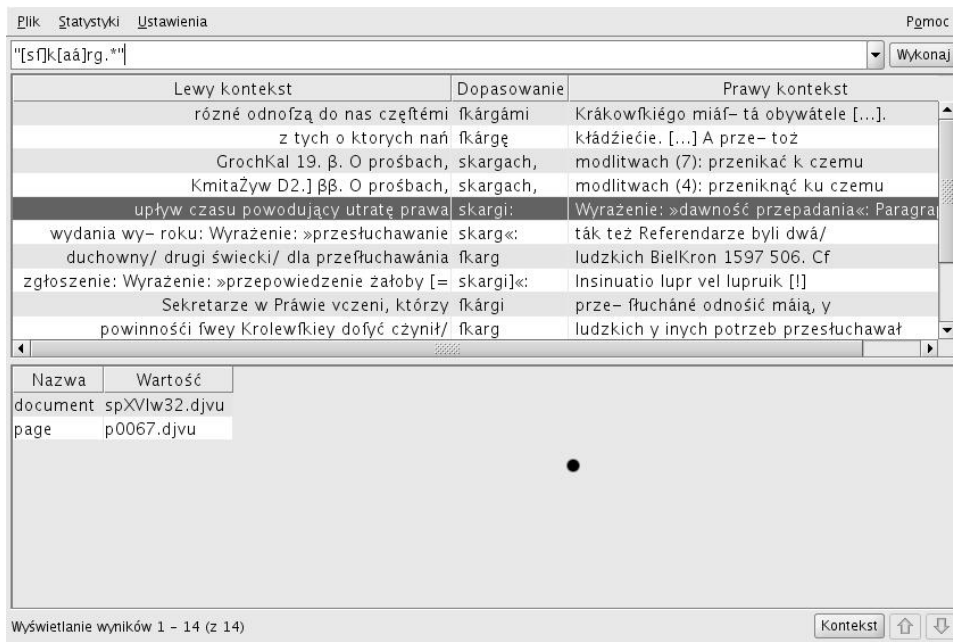 Plik Statystyki Ustawienia Pomoc
"[sſ]k[aá]rg.*" Wykonaj
Lewy kontekst Dopasowanie Prawy kontekst
rózné odnoſzą do nas częſtémi ſkárgámi Krákowſkiégo miáſ– tá obywátele [...].
z tych o ktorych nań ſkárgę kłádźiećie. [...] A prze– toż
GrochKal 19. β. O prośbach, skargach, modlitwach (7): przenikać k czemu
KmitaŻyw D2.] ββ. O prośbach, skargach, modlitwach (4): przeniknąć ku czemu
upływ czasu powodujący utratę prawa skargi: Wyrażenie: »dawność przepadania«: Paragra
wydania wy– roku: Wyrażenie: »przesłuchawanie skarg«: ták też Referendarze byli dwá/
duchowny/ drugi świecki/ dla przeſłuchawánia ſkarg ludzkich BielKron 1597 506. Cf
zgłoszenie: Wyrażenie: »przepowiedzenie żałoby [= skargi]«: Insinuatio lupr vel lupruik [!]
Sekretarze w Práwie vczeni, którzy ſkárgi prze– ſłucháné odnośić máią, y
powinnośći ſwey Krolewſkiey doſyć cżynił/ ſkarg ludzkich y inych potrzeb przesłuchawał
Nazwa Wartość
document spXVIw32.djvu
page p0067.djvu
Wyświetlanie wyników 1 – 14 (z 14) Kontekst